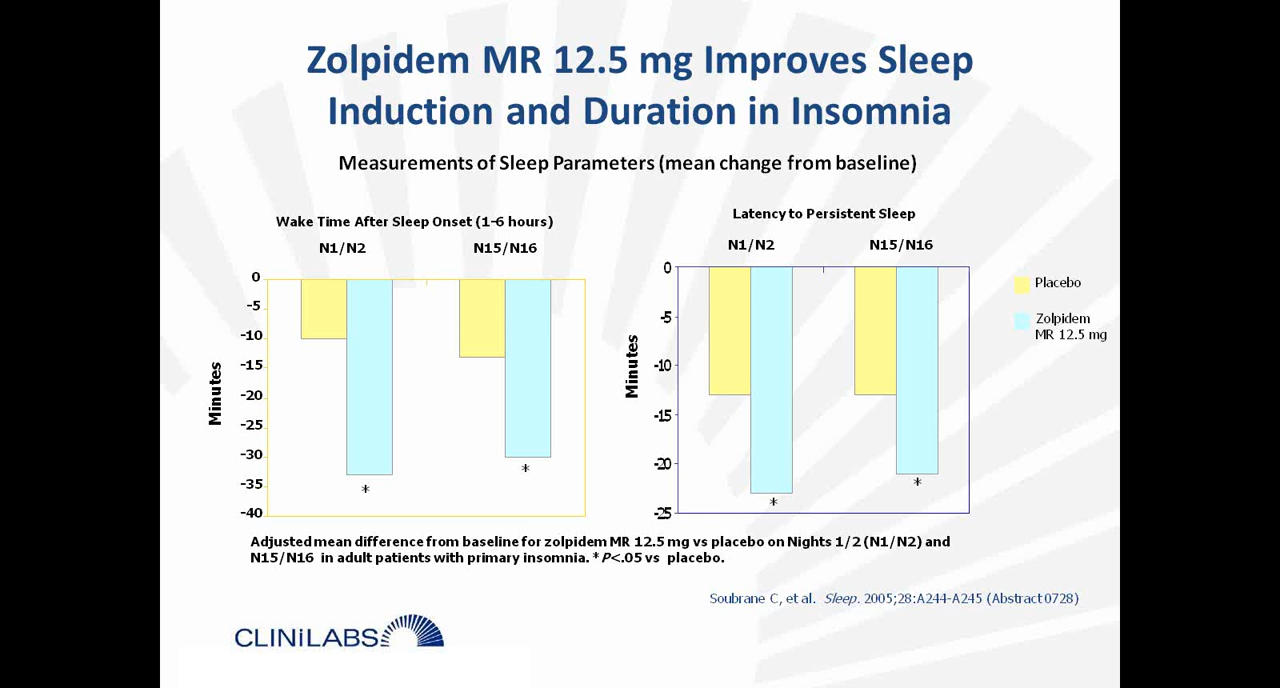 Zolpidem MR 12.5 mg Improves Sleep
Induction and Duration in Insomnia
Measurements of Sleep Parameters (mean change from baseline)
Wake Time After Sleep Onset (1-6 hours)
N1/N2
N15/N16
Minutes
0
-5
-10
-15
-20
-25
-30
-35
-40
*
*
Latency to Persistent Sleep
N1/N2
N15/N16
Minutes
0
-5
-10
-15
-20
-25
*
*
Placebo
Zolpidem
MR 12.5 mg
Adjusted mean difference from baseline for zolpidem MR 12.5 mg vs placebo on Nights 1/2 (N1/N2) and
N15/N16 in adult patients with primary insomnia. * P<.05 vs placebo.
Soubrane C, et al. Sleep. 2005;28:A244-A245 (Abstract 0728)
CLINiLABS